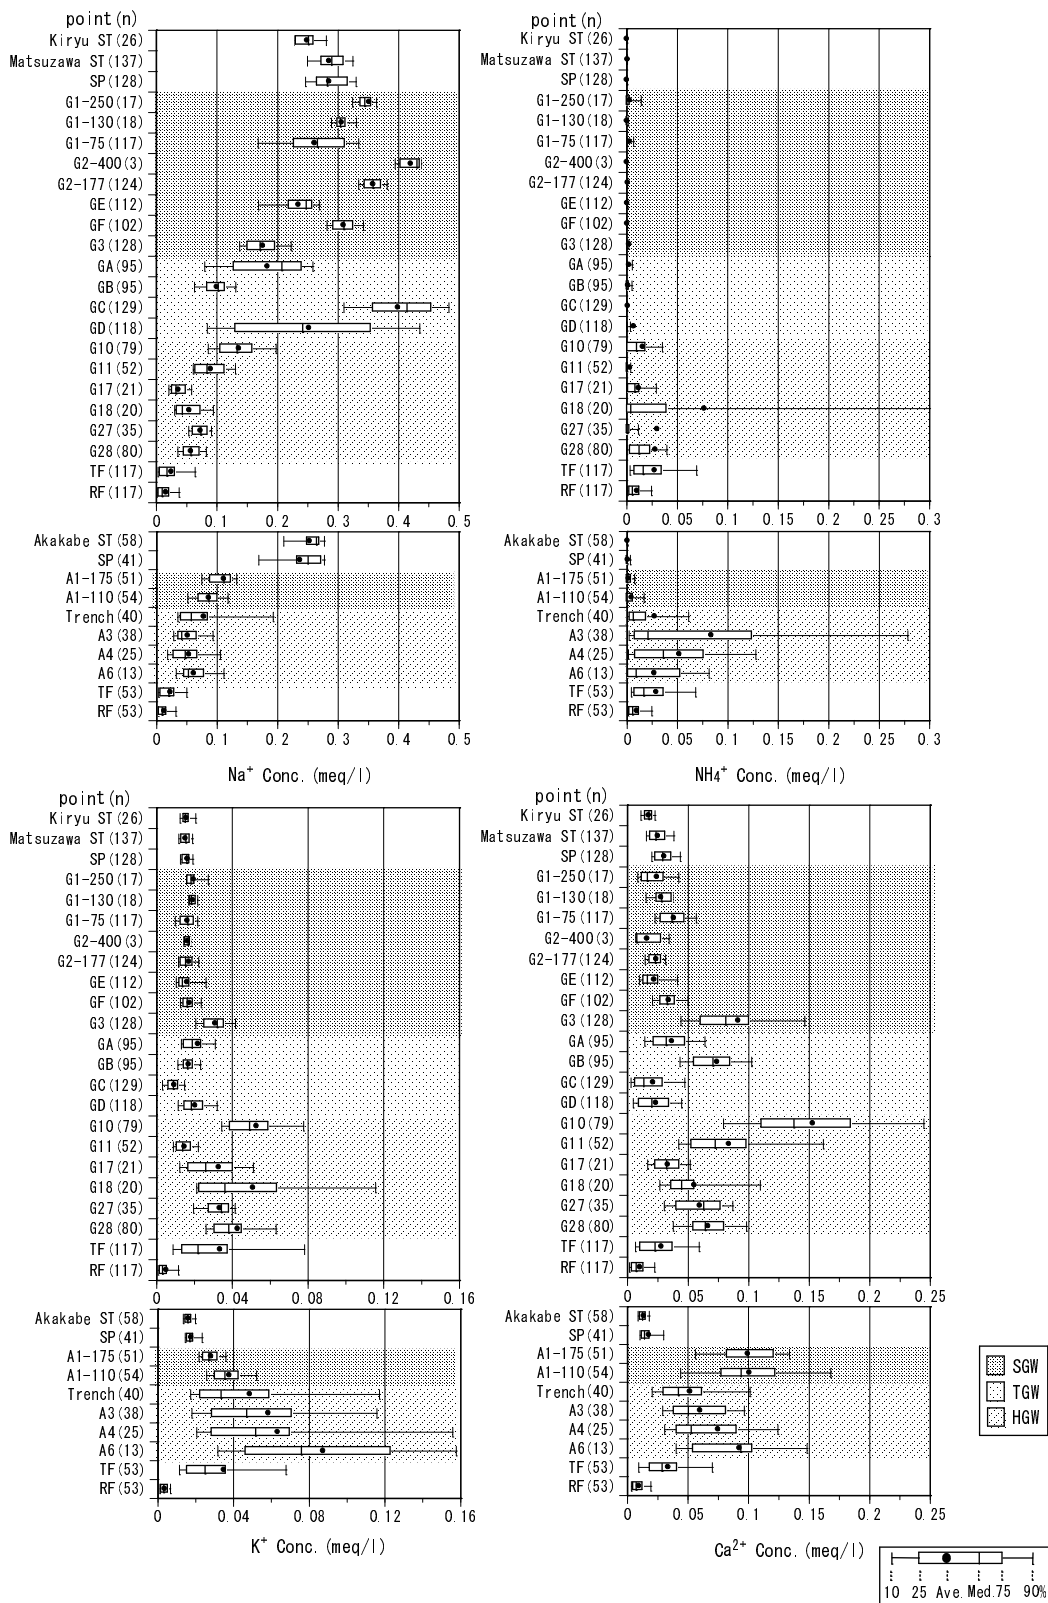 point(n)
Kiryu ST(26)
Matsuzawa ST(137)
SP(128)
G1-250(17)
G1-130(18)
G1-75(117)
G2-400(3)
G2-177(124)
GE(112)
GF(102)
G3(128)
GA(95)
GB(95)
GC(129)
GD(118)
G10(79)
G11(52)
G17(21)
G18(20)
G27(35)
G28(80)
TF(117)
RF(117)
0 0.1 0.2 0.3 0.4 0.5
Akakabe ST(58)
SP(41)
A1-175(51)
A1-110(54)
Trench(40)
A3(38)
A4(25)
A6(13)
TF(53)
RF(53)
0 0.1 0.2 0.3 0.4 0.5
Na⁺ Conc.(meq/l)
point(n)
Kiryu ST(26)
Matsuzawa ST(137)
SP(128)
G1-250(17)
G1-130(18)
G1-75(117)
G2-400(3)
G2-177(124)
GE(112)
GF(102)
G3(128)
GA(95)
GB(95)
GC(129)
GD(118)
G10(79)
G11(52)
G17(21)
G18(20)
G27(35)
G28(80)
TF(117)
RF(117)
0 0.05 0.1 0.15 0.2 0.25 0.3
Akakabe ST(58)
SP(41)
A1-175(51)
A1-110(54)
Trench(40)
A3(38)
A4(25)
A6(13)
TF(53)
RF(53)
0 0.05 0.1 0.15 0.2 0.25 0.3
NH₄⁺ Conc.(meq/l)
point(n)
Kiryu ST(26)
Matsuzawa ST(137)
SP(128)
G1-250(17)
G1-130(18)
G1-75(117)
G2-400(3)
G2-177(124)
GE(112)
GF(102)
G3(128)
GA(95)
GB(95)
GC(129)
GD(118)
G10(79)
G11(52)
G17(21)
G18(20)
G27(35)
G28(80)
TF(117)
RF(117)
0 0.04 0.08 0.12 0.16
Akakabe ST(58)
SP(41)
A1-175(51)
A1-110(54)
Trench(40)
A3(38)
A4(25)
A6(13)
TF(53)
RF(53)
0 0.04 0.08 0.12 0.16
K⁺ Conc.(meq/l)
point(n)
Kiryu ST(26)
Matsuzawa ST(137)
SP(128)
G1-250(17)
G1-130(18)
G1-75(117)
G2-400(3)
G2-177(124)
GE(112)
GF(102)
G3(128)
GA(95)
GB(95)
GC(129)
GD(118)
G10(79)
G11(52)
G17(21)
G18(20)
G27(35)
G28(80)
TF(117)
RF(117)
0 0.05 0.1 0.15 0.2 0.25
Akakabe ST(58)
SP(41)
A1-175(51)
A1-110(54)
Trench(40)
A3(38)
A4(25)
A6(13)
TF(53)
RF(53)
0 0.05 0.1 0.15 0.2 0.25
Ca²⁺ Conc.(meq/l)
SGW
TGW
HGW
10 25 Ave. Med. 75 90%